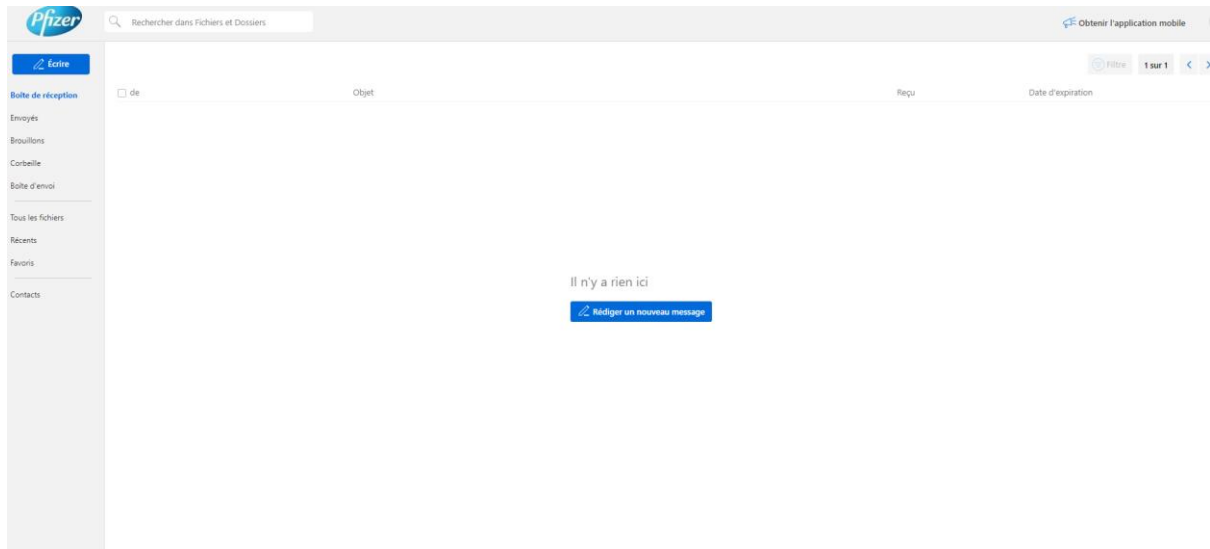 Pfizer
Rechercher dans Fichiers et Dossiers
Obtenir l'application mobile
Écrire
Filtre
1 sur 1
Boîte de réception
de
Objet
Reçu
Date d'expiration
Envoyés
Brouillons
Corbeille
Boîte d'envoi
Tous les fichiers
Récents
Favoris
Contacts
Il n'y a rien ici
Rédiger un nouveau message